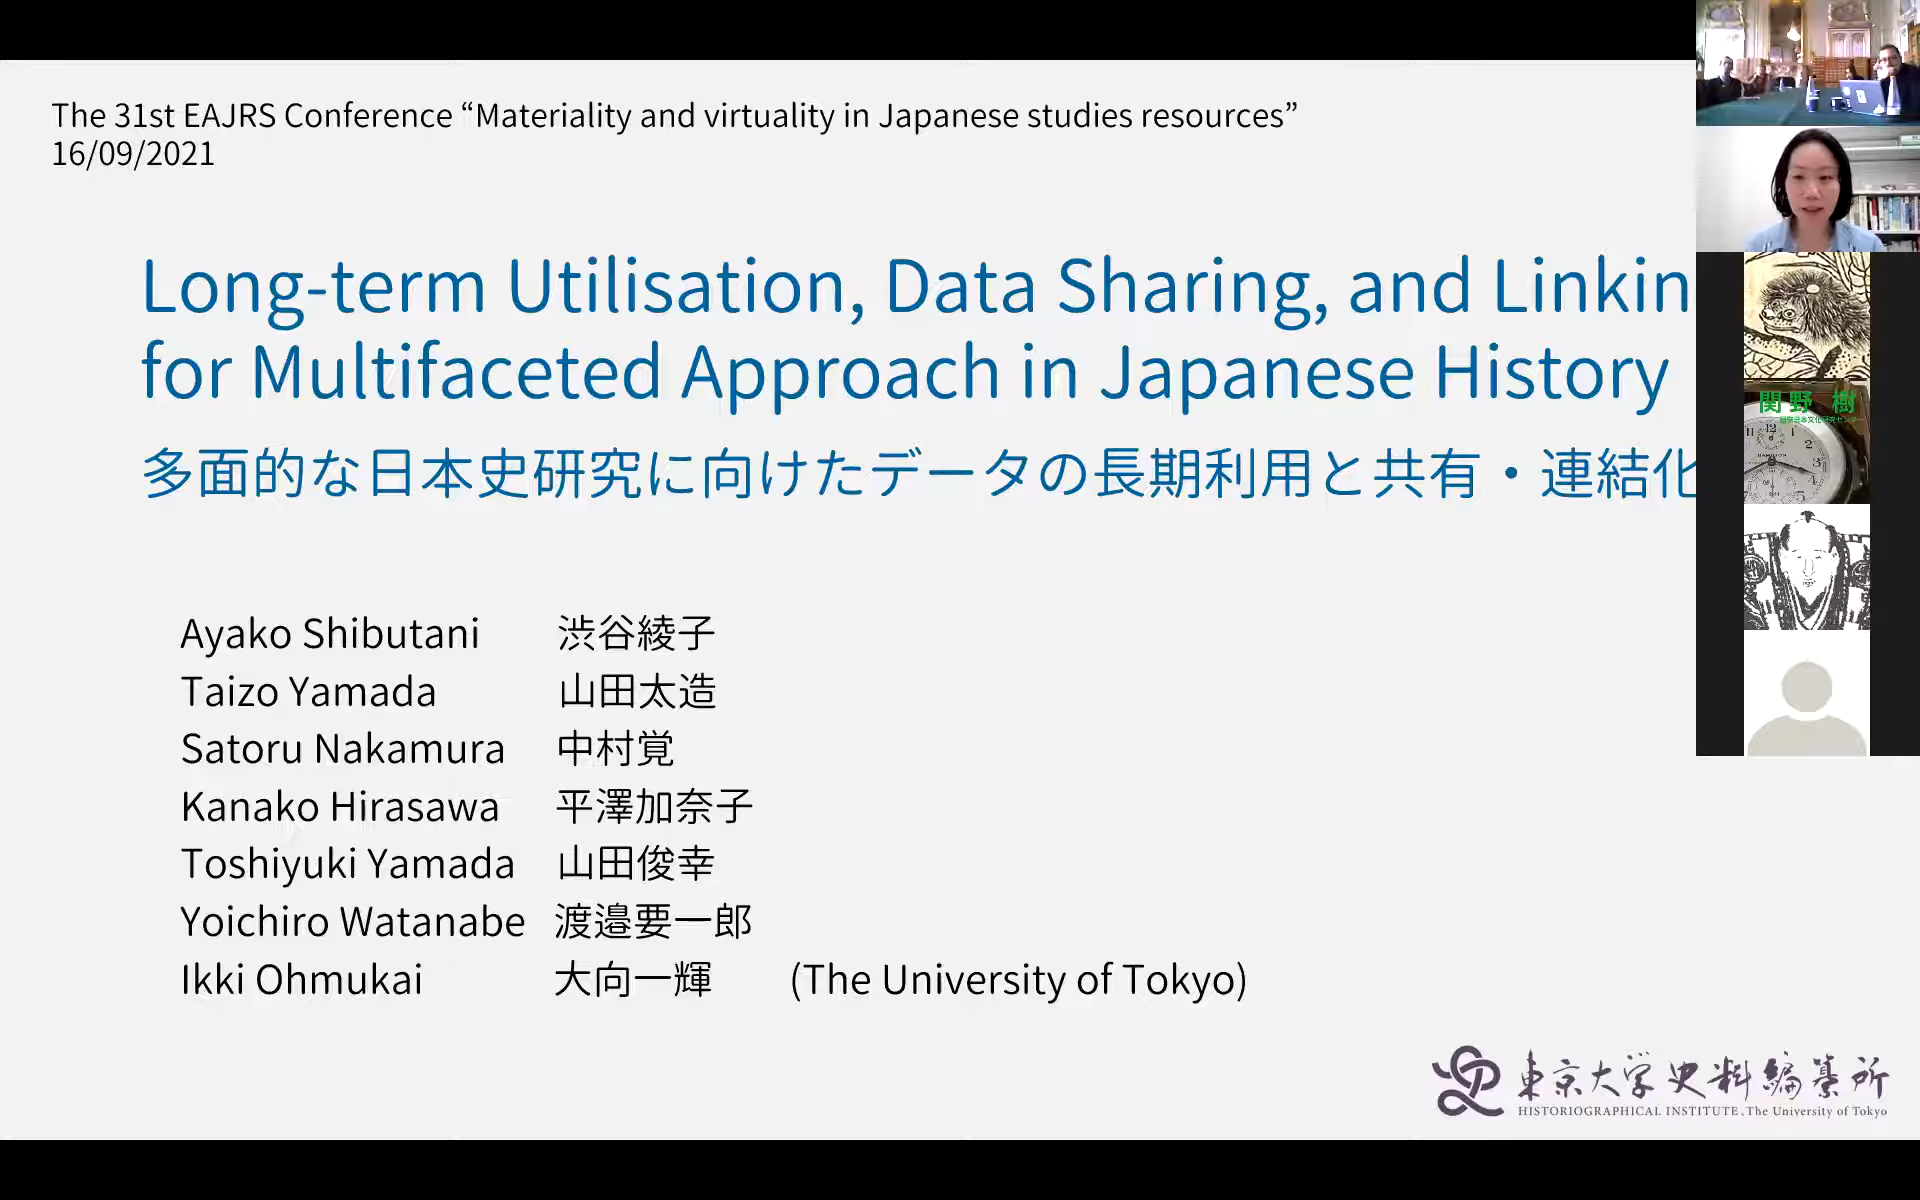 The 31st EAJRS Conference “Materiality and virtuality in Japanese studies resources”
16/09/2021
Long-term Utilisation, Data Sharing, and Linkin
for Multifaceted Approach in Japanese History
多面的な日本史研究に向けたデータの長期利用と共有・連結化
Ayako Shibutani 渋谷綾子
Taizo Yamada 山田太造
Satoru Nakamura 中村覚
Kanako Hirasawa 平澤加奈子
Toshiyuki Yamada 山田俊幸
Yoichiro Watanabe 渡邉要一郎
Ikki Ohmukai 大向一輝 (The University of Tokyo)
関野 樹
東京大学史料編纂所
HISTORIOGRAPHICAL INSTITUTE, The University of Tokyo